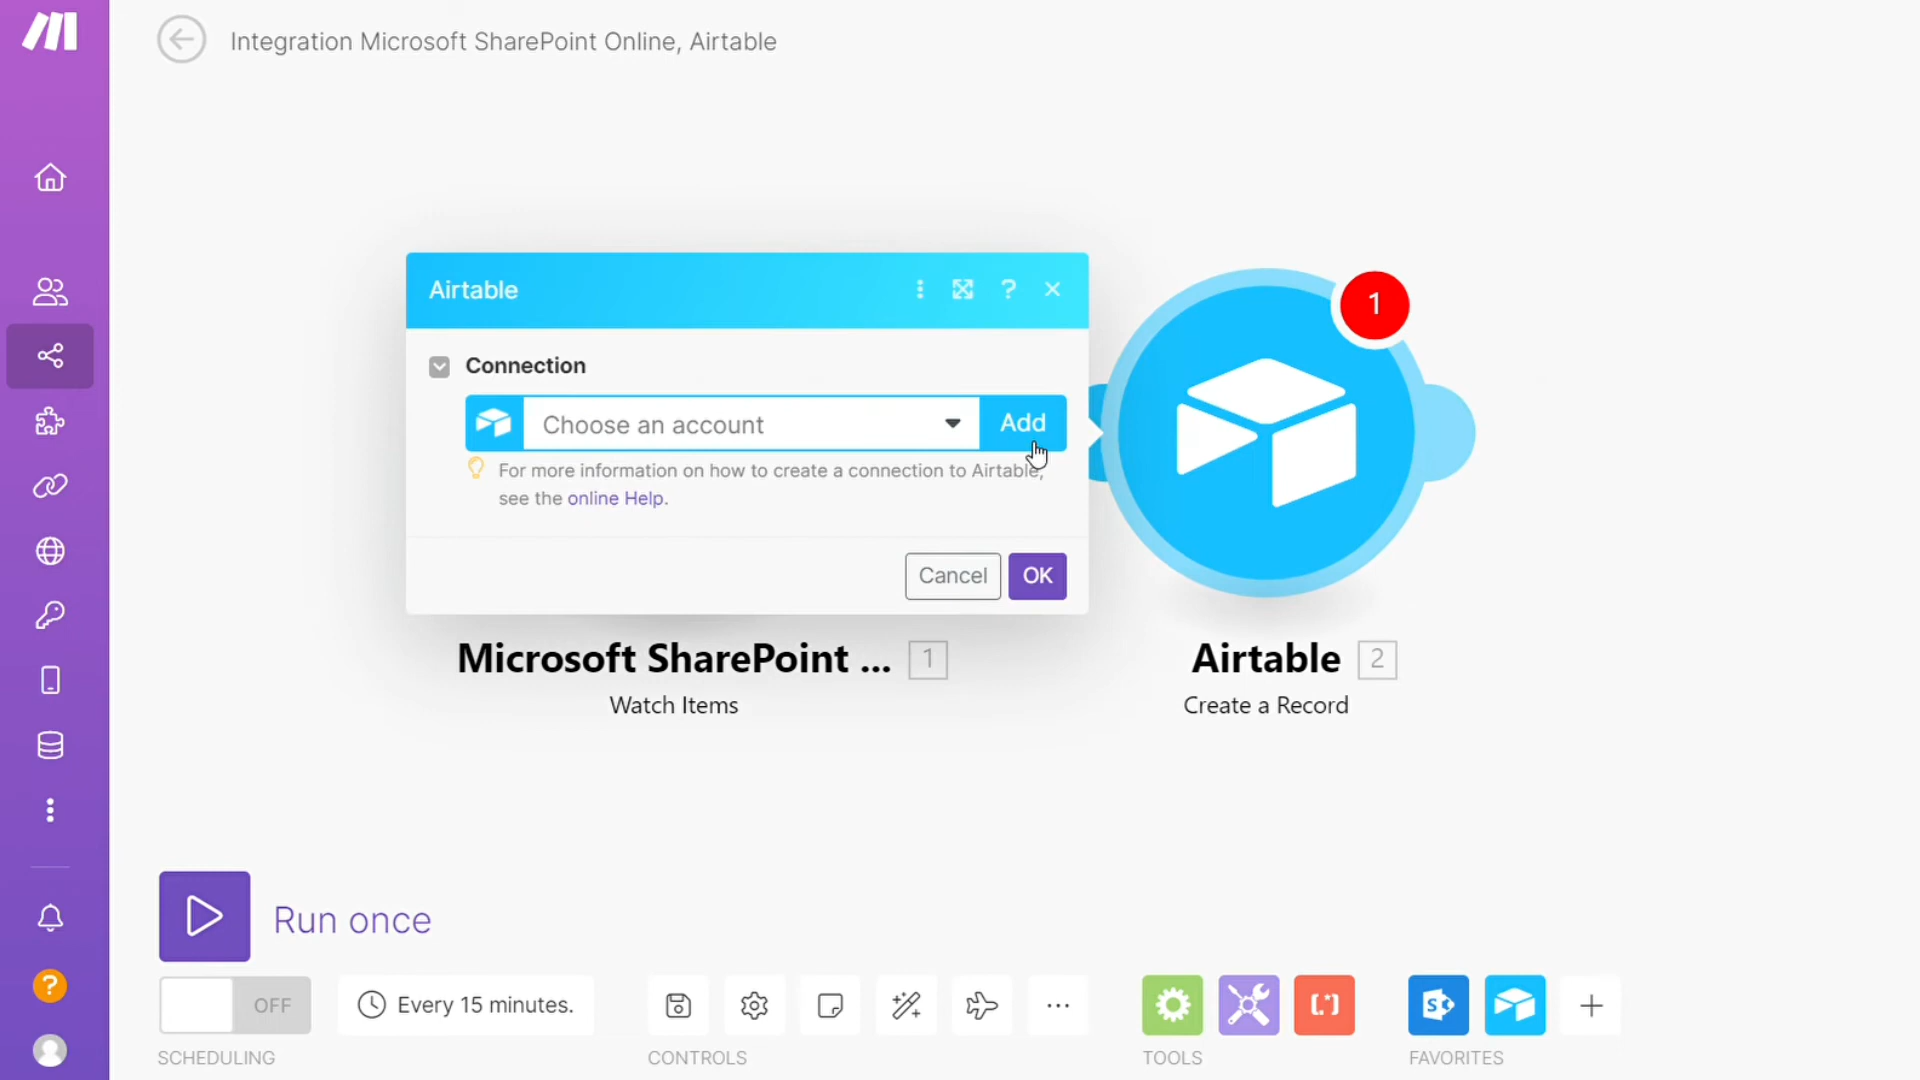 Integration Microsoft SharePoint Online, Airtable
Airtable
?
1
Connection
Choose an account
Add
For more information on how to create a connection to Airtable,
see the online Help.
Cancel
OK
Microsoft SharePoint ...
1
Watch Items
Airtable
2
Create a Record
Run once
OFF
Every 15 minutes.
SCHEDULING
CONTROLS
TOOLS
FAVORITES
?
S
[.*]